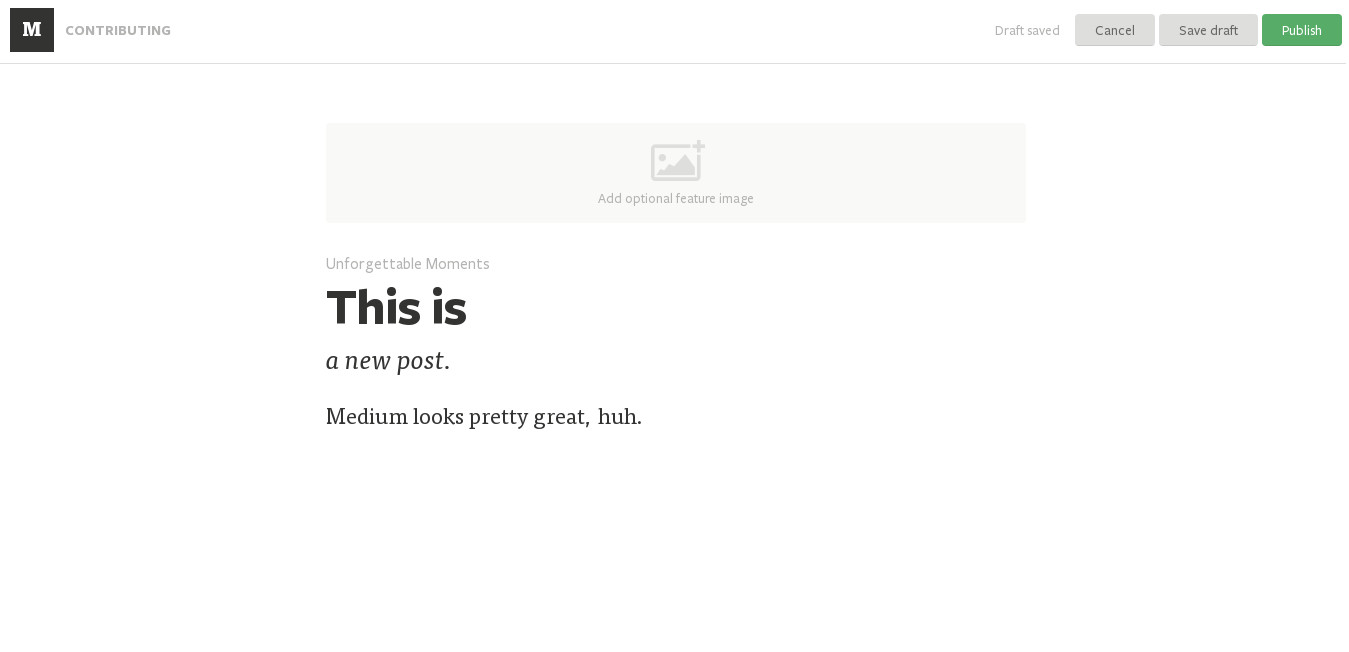 M CONTRIBUTING Draft saved Cancel Save draft Publish
Add optional feature image
Unforgettable Moments
This is
a new post.
Medium looks pretty great, huh.